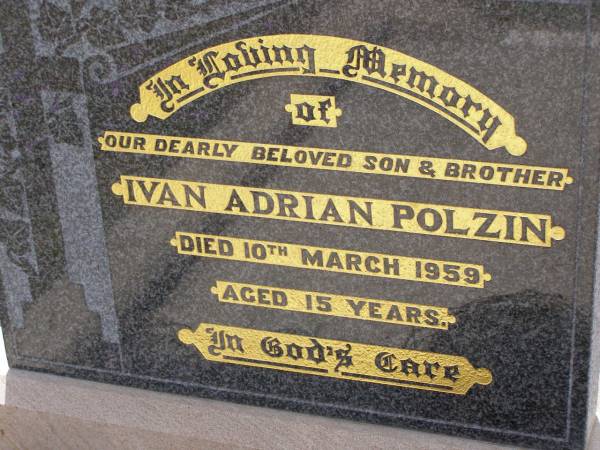 In Loving Memory
of
OUR DEARLY BELOVED SON & BROTHER
IVAN ADRIAN POLZIN
DIED 10TH MARCH 1959
AGED 15 YEARS.
In God's Care